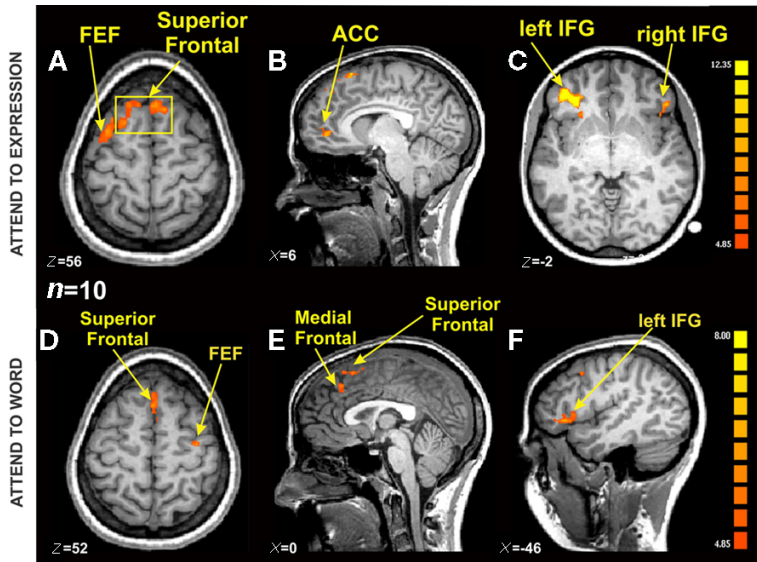 ATTEND TO EXPRESSION
A
FEF
Superior
Frontal
Z=56
B
ACC
X=6
C
left IFG
right IFG
Z=-2
12.35
4.85
n=10
ATTEND TO WORD
D
Superior
Frontal
FEF
Z=52
E
Medial
Frontal
Superior
Frontal
X=0
F
left IFG
X=-46
8.00
4.85